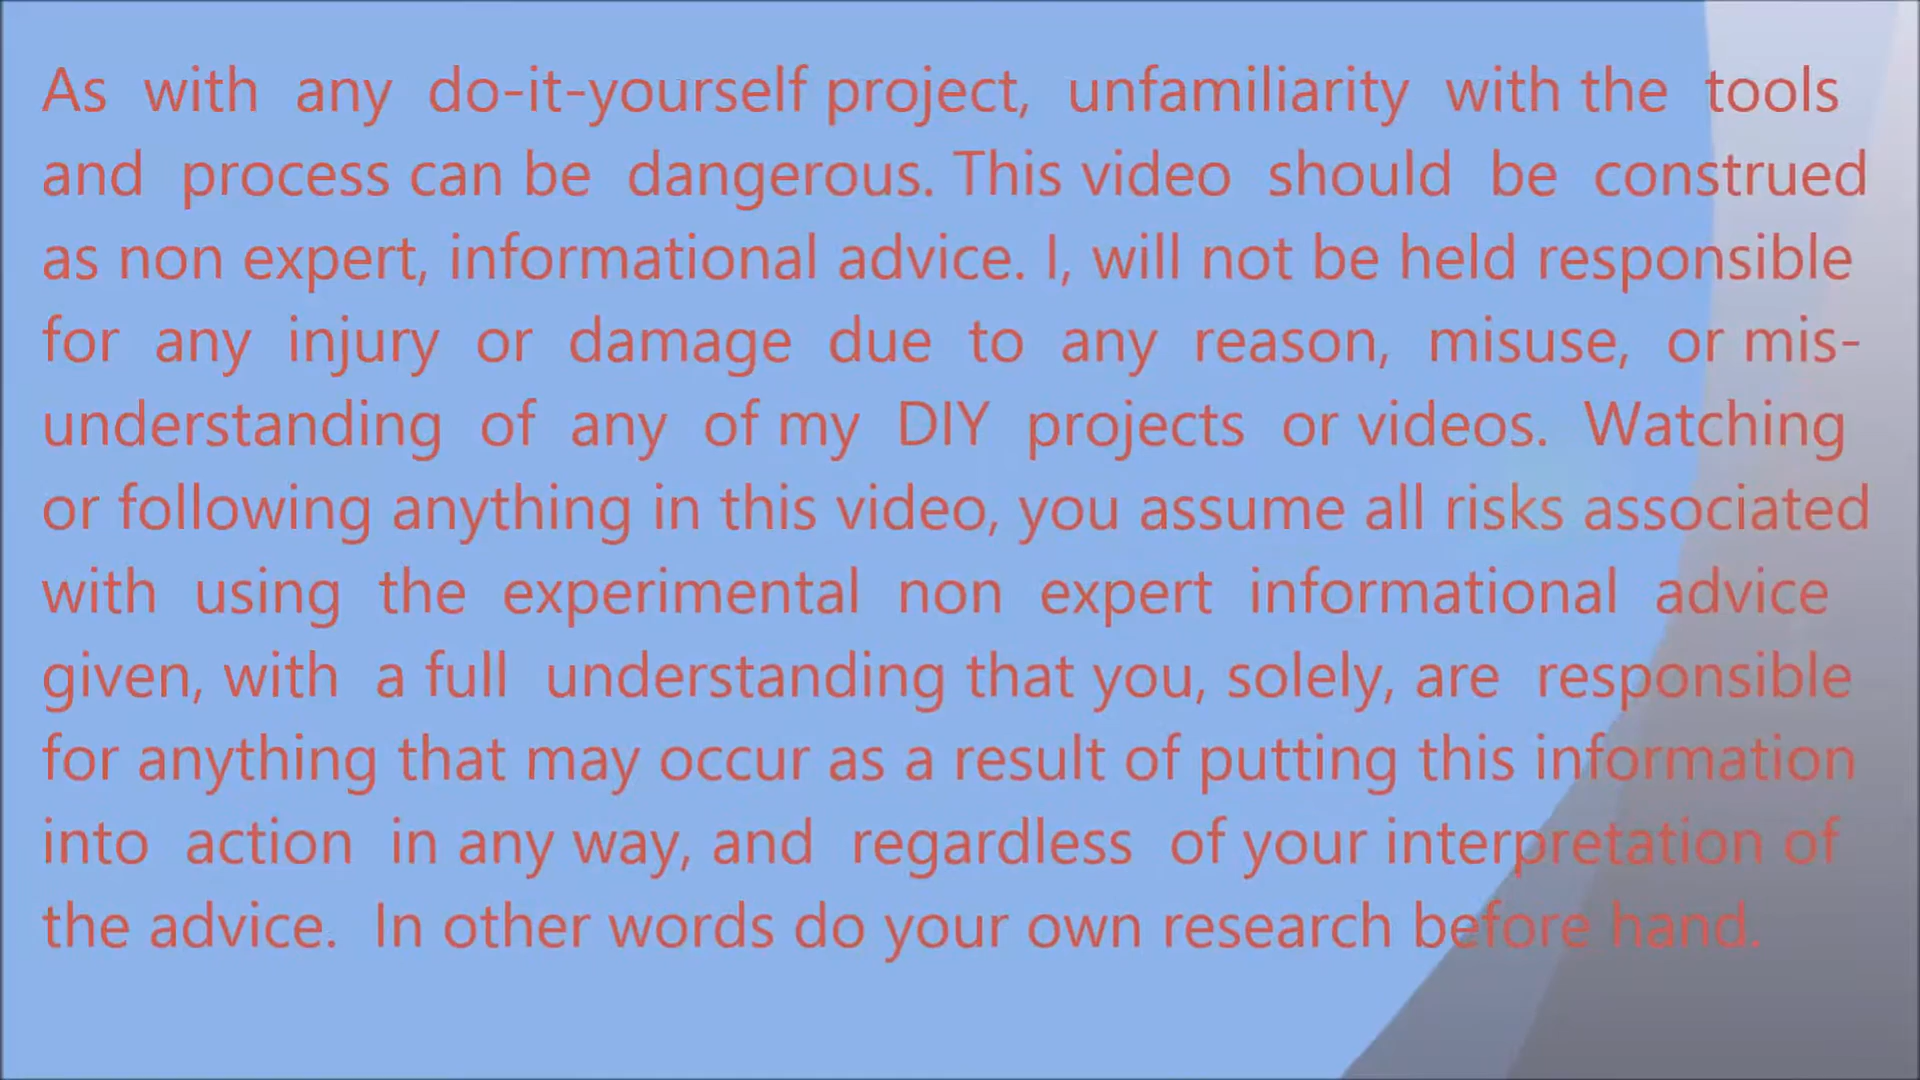 As with any do-it-yourself project, unfamiliarity with the tools
and process can be dangerous. This video should be construed
as non expert, informational advice. I, will not be held responsible
for any injury or damage due to any reason, misuse, or mis-
understanding of any of my DIY projects or videos. Watching
or following anything in this video, you assume all risks associated
with using the experimental non expert informational advice
given, with a full understanding that you, solely, are responsible
for anything that may occur as a result of putting this information
into action in any way, and regardless of your interpretation of
the advice. In other words do your own research before hand.